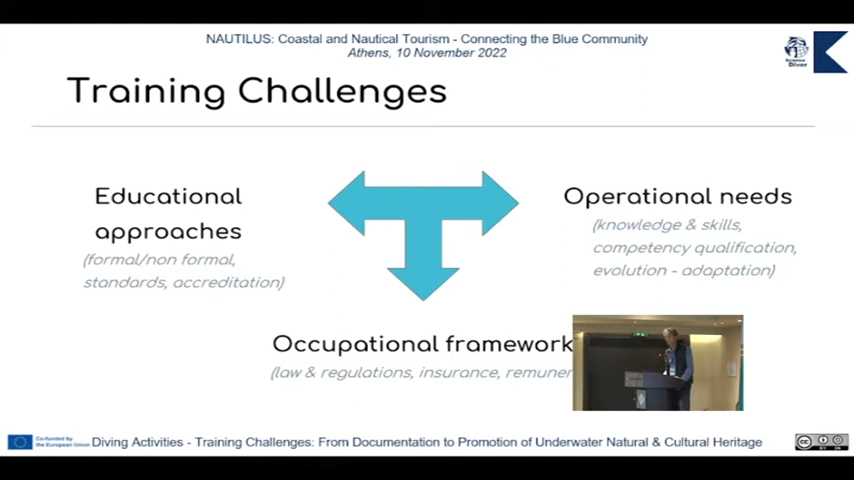 NAUTILUS: Coastal and Nautical Tourism - Connecting the Blue Community
Athens, 10 November 2022
Science
Diver
Training Challenges
Educational
approaches
(formal/non formal,
standards, accreditation)
Operational needs
(knowledge & skills,
competency qualification,
evolution - adaptation)
Occupational framework
(law & regulations, insurance, remuner
Co-funded by
the European Union
Diving Activities - Training Challenges: From Documentation to Promotion of Underwater Natural & Cultural Heritage